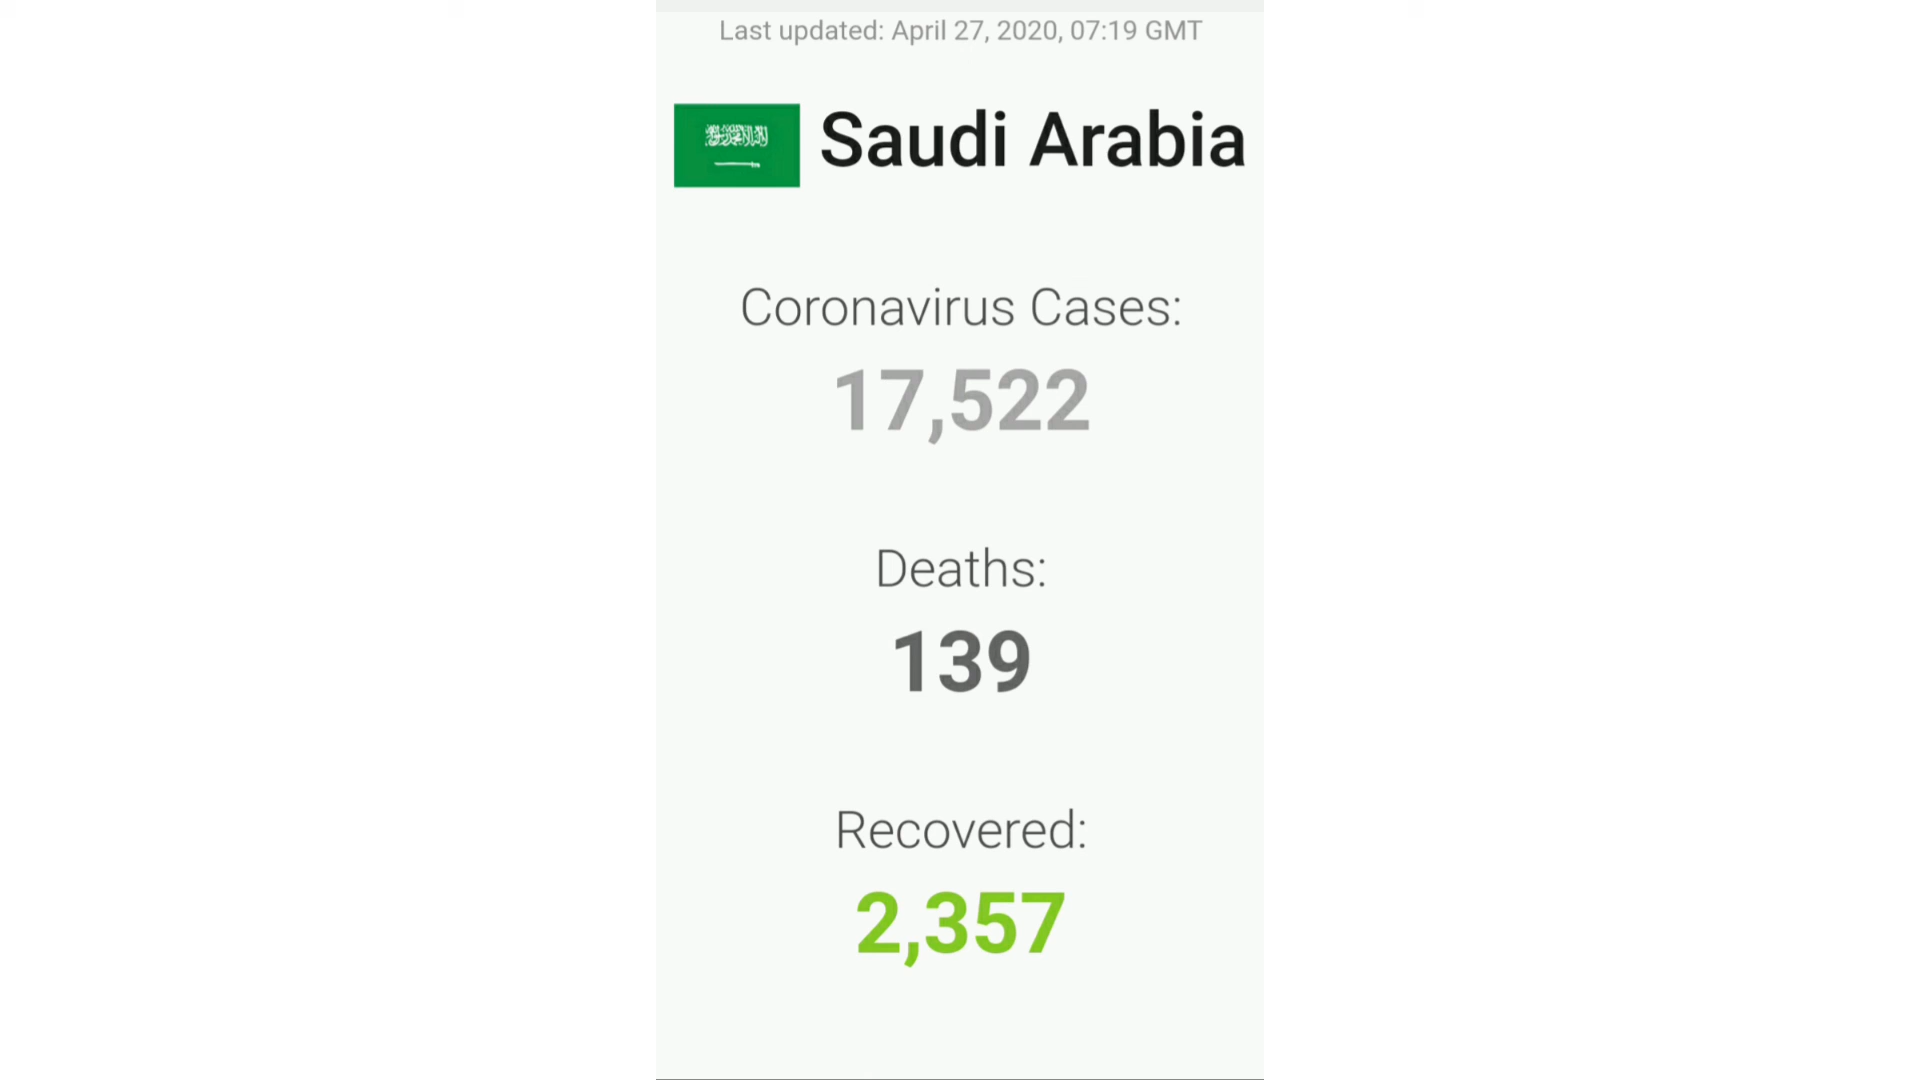 Last updated: April 27, 2020, 07:19 GMT
Saudi Arabia
Coronavirus Cases:
17,522
Deaths:
139
Recovered:
2,357